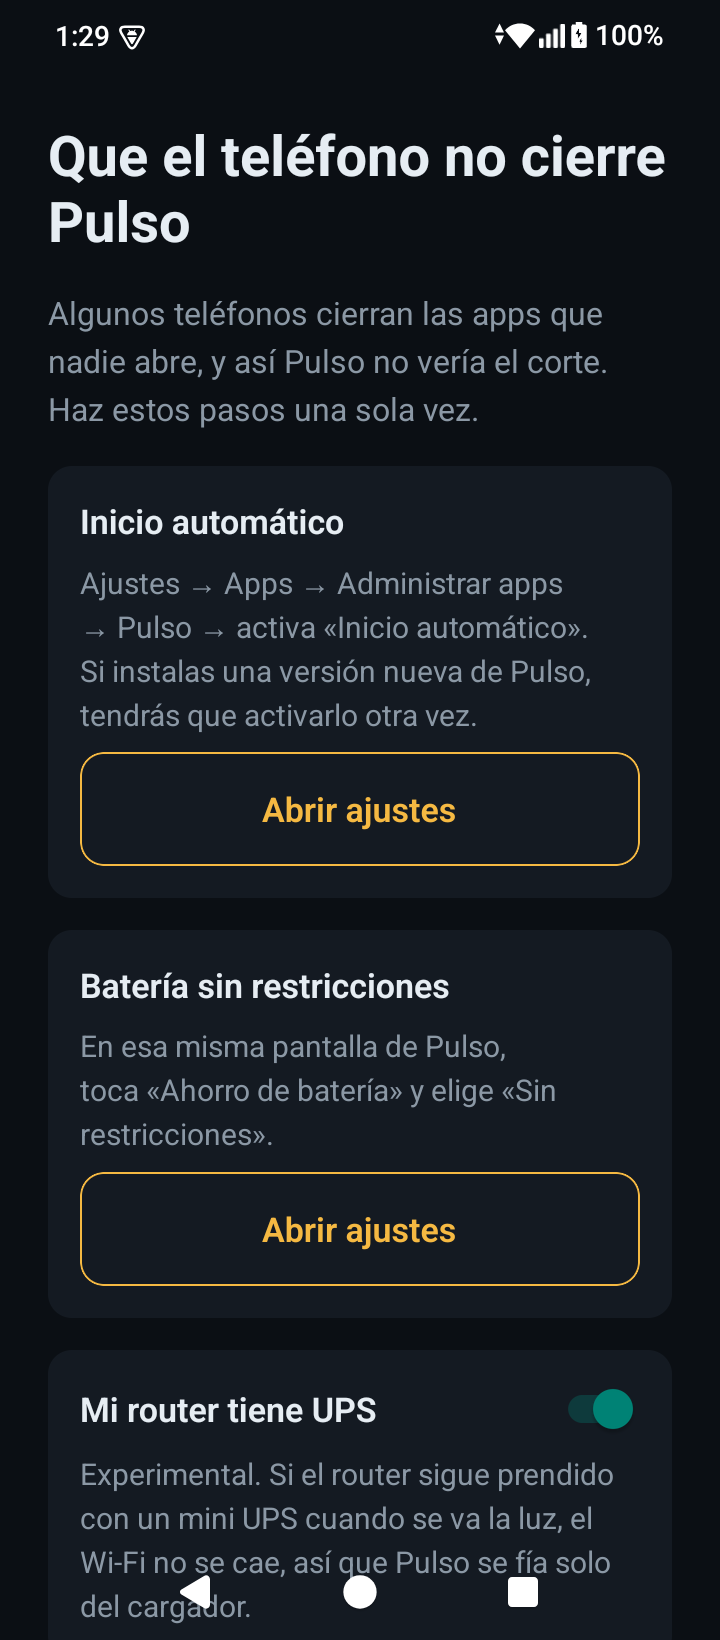 1:29
100%
Que el teléfono no cierre
Pulso
Algunos teléfonos cierran las apps que
nadie abre, y así Pulso no vería el corte.
Haz estos pasos una sola vez.
Inicio automático
Ajustes → Apps → Administrar apps
→ Pulso → activa «Inicio automático».
Si instalas una versión nueva de Pulso,
tendrás que activarlo otra vez.
Abrir ajustes
Batería sin restricciones
En esa misma pantalla de Pulso,
toca «Ahorro de batería» y elige «Sin
restricciones».
Abrir ajustes
Mi router tiene UPS
Experimental. Si el router sigue prendido
con un mini UPS cuando se va la luz, el
Wi-Fi no se cae, así que Pulso se fía solo
del cargador.